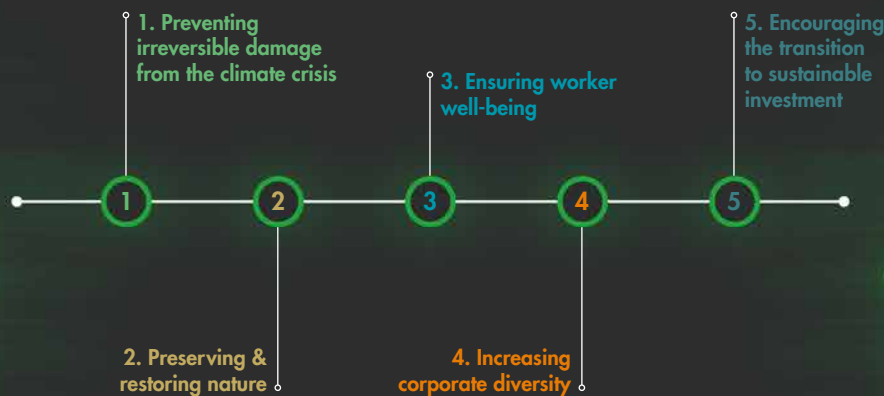 1. Preventing
irreversible damage
from the climate crisis
3. Ensuring worker
well-being
5. Encouraging
the transition
to sustainable
investment
1
2
3
4
5
2. Preserving &
restoring nature
4. Increasing
corporate diversity